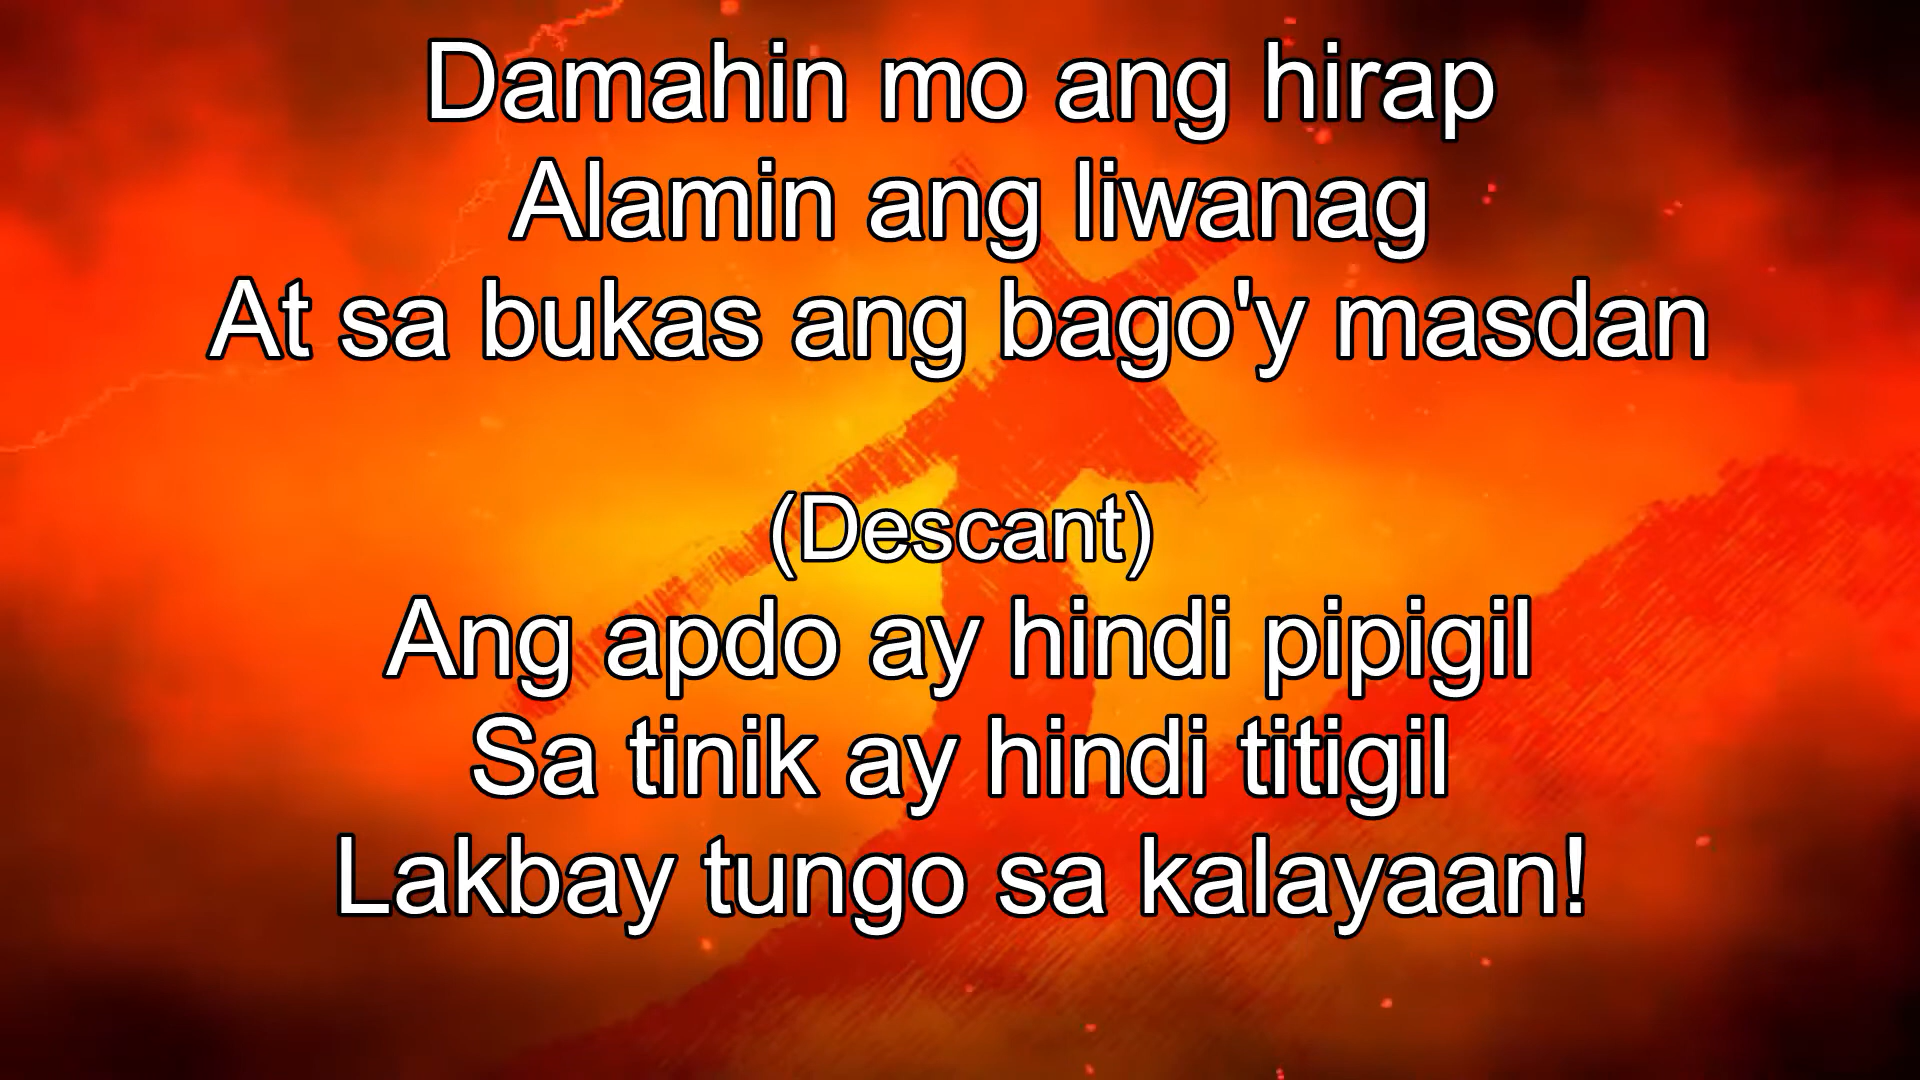 Damahin mo ang hirap
Alamin ang liwanag
At sa bukas ang bago'y masdan
(Descant)
Ang apdo ay hindi pipigil
Sa tinik ay hindi titigil
Lakbay tungo sa kalayaan!